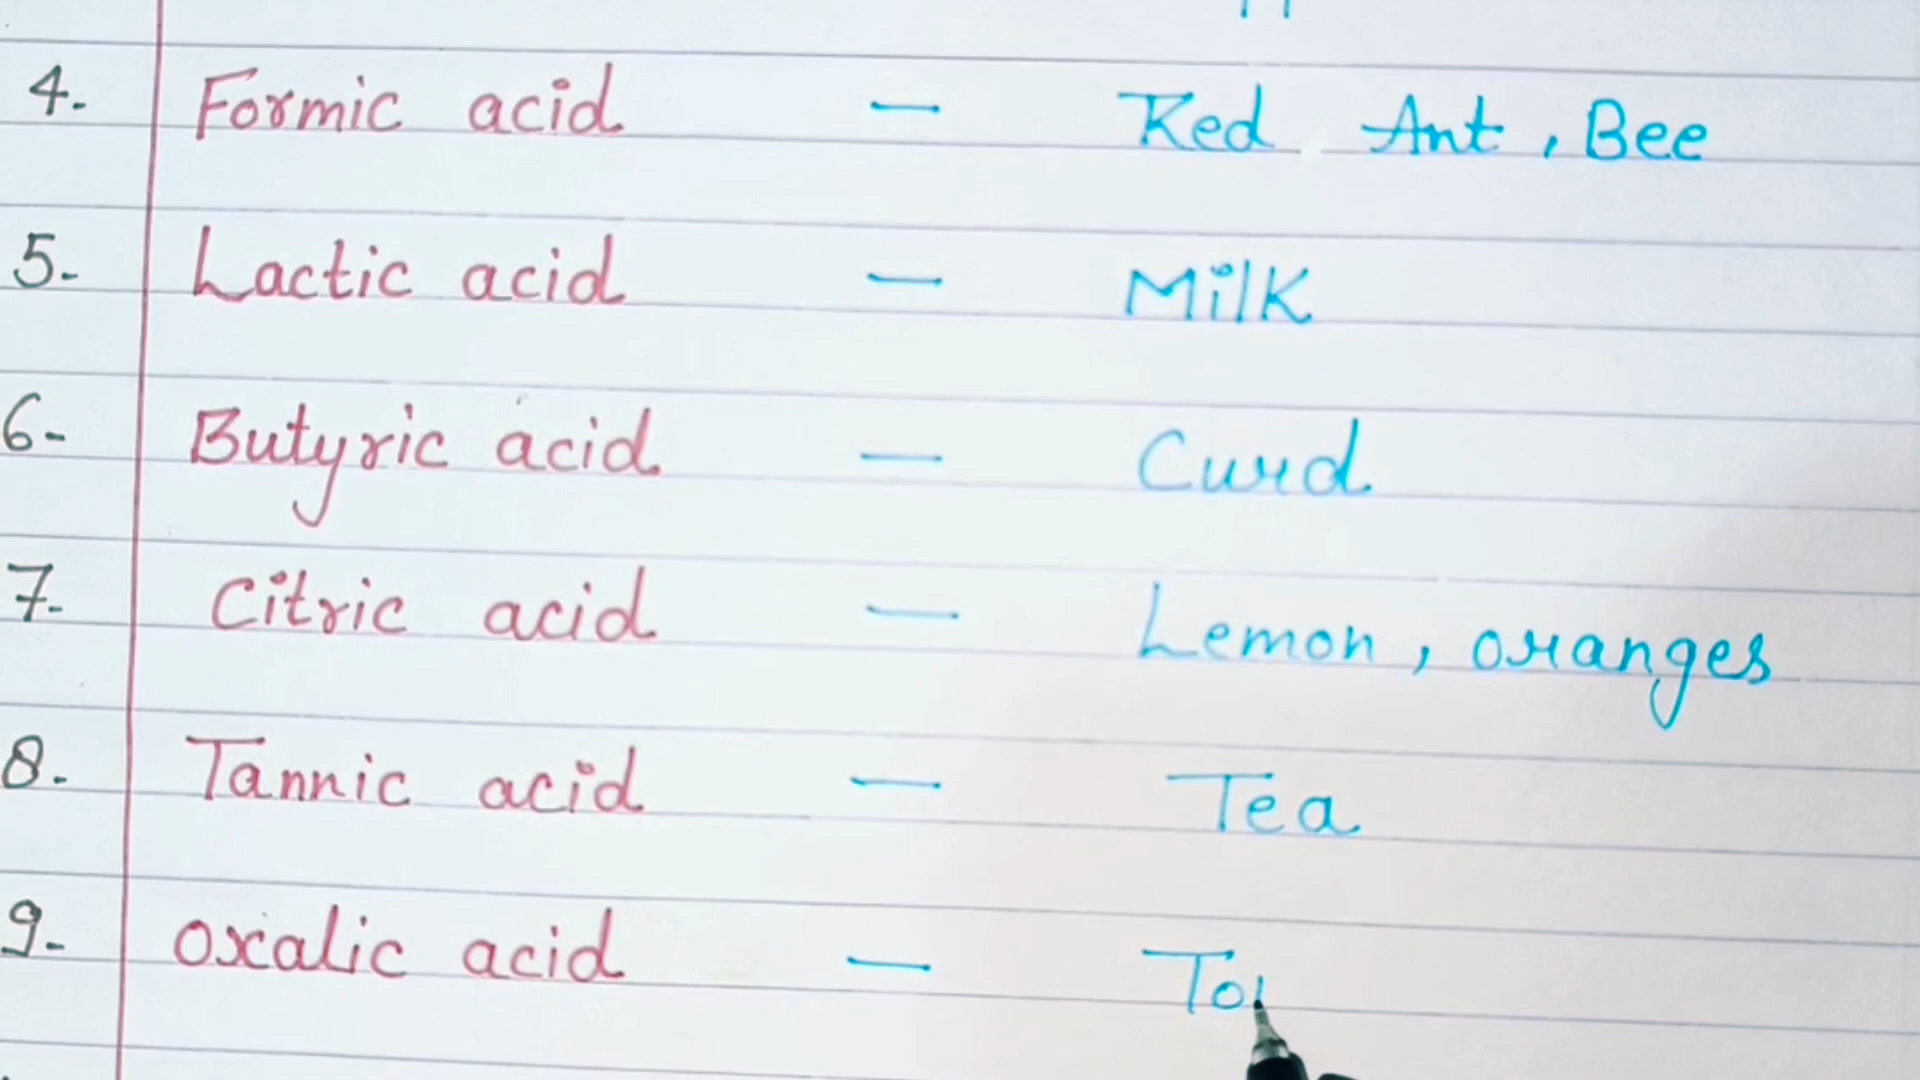 4. Formic acid — Red Ant, Bee
5. Lactic acid — Milk
6. Butyric acid — Curd
7. Citric acid — Lemon, oranges
8. Tannic acid — Tea
9. oxalic acid — To